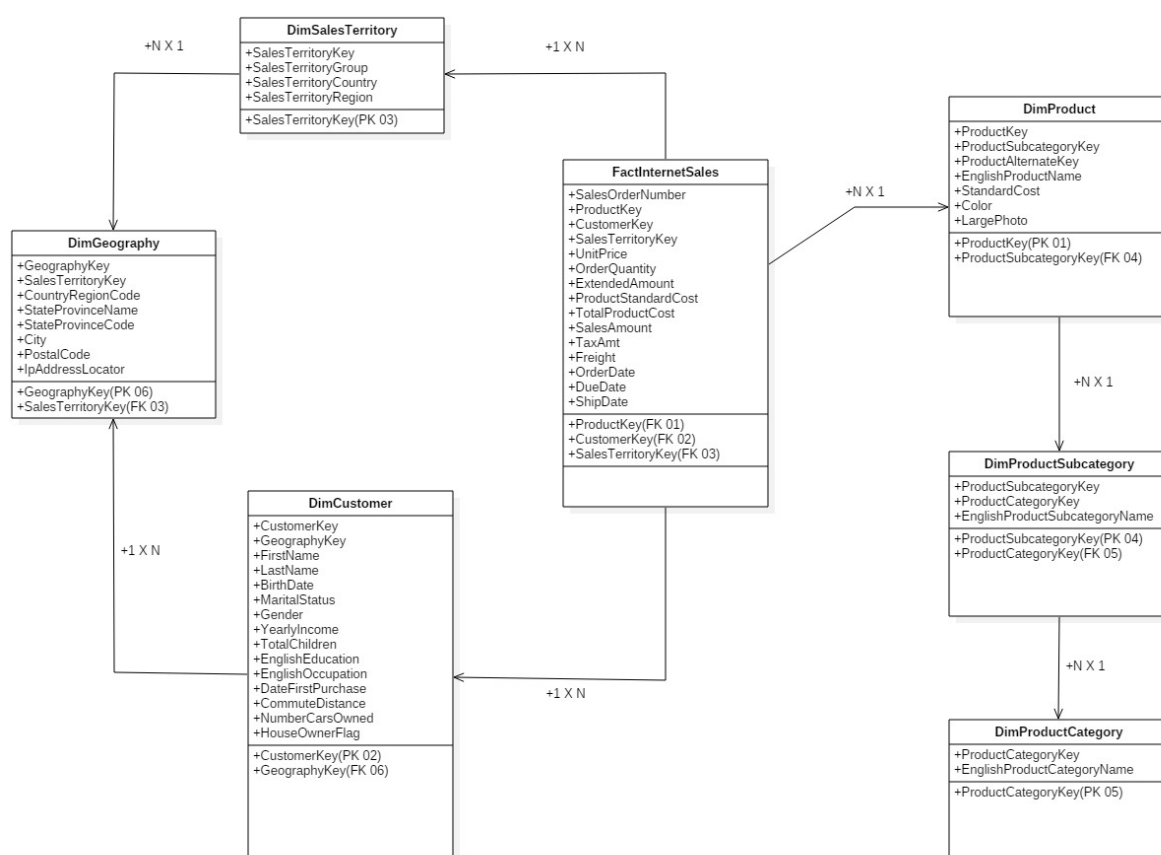 DimSalesTerritory
+SalesTerritoryKey
+SalesTerritoryGroup
+SalesTerritoryCountry
+SalesTerritoryRegion
+SalesTerritoryKey(PK 03)
+N X 1
+1 X N
DimGeography
+GeographyKey
+SalesTerritoryKey
+CountryRegionCode
+StateProvinceName
+StateProvinceCode
+City
+PostalCode
+IpAddressLocator
+GeographyKey(PK 06)
+SalesTerritoryKey(FK 03)
FactInternetSales
+SalesOrderNumber
+ProductKey
+CustomerKey
+SalesTerritoryKey
+UnitPrice
+OrderQuantity
+ExtendedAmount
+ProductStandardCost
+TotalProductCost
+SalesAmount
+TaxAmt
+Freight
+OrderDate
+DueDate
+ShipDate
+ProductKey(FK 01)
+CustomerKey(FK 02)
+SalesTerritoryKey(FK 03)
+N X 1
DimProduct
+ProductKey
+ProductSubcategoryKey
+ProductAlternateKey
+EnglishProductName
+StandardCost
+Color
+LargePhoto
+ProductKey(PK 01)
+ProductSubcategoryKey(FK 04)
+N X 1
DimProductSubcategory
+ProductSubcategoryKey
+ProductCategoryKey
+EnglishProductSubcategoryName
+ProductSubcategoryKey(PK 04)
+ProductCategoryKey(FK 05)
+N X 1
DimProductCategory
+ProductCategoryKey
+EnglishProductCategoryName
+ProductCategoryKey(PK 05)
DimCustomer
+CustomerKey
+GeographyKey
+FirstName
+LastName
+BirthDate
+MaritalStatus
+Gender
+YearlyIncome
+TotalChildren
+EnglishEducation
+EnglishOccupation
+DateFirstPurchase
+CommuteDistance
+NumberCarsOwned
+HouseOwnerFlag
+CustomerKey(PK 02)
+GeographyKey(FK 06)
+1 X N
+1 X N